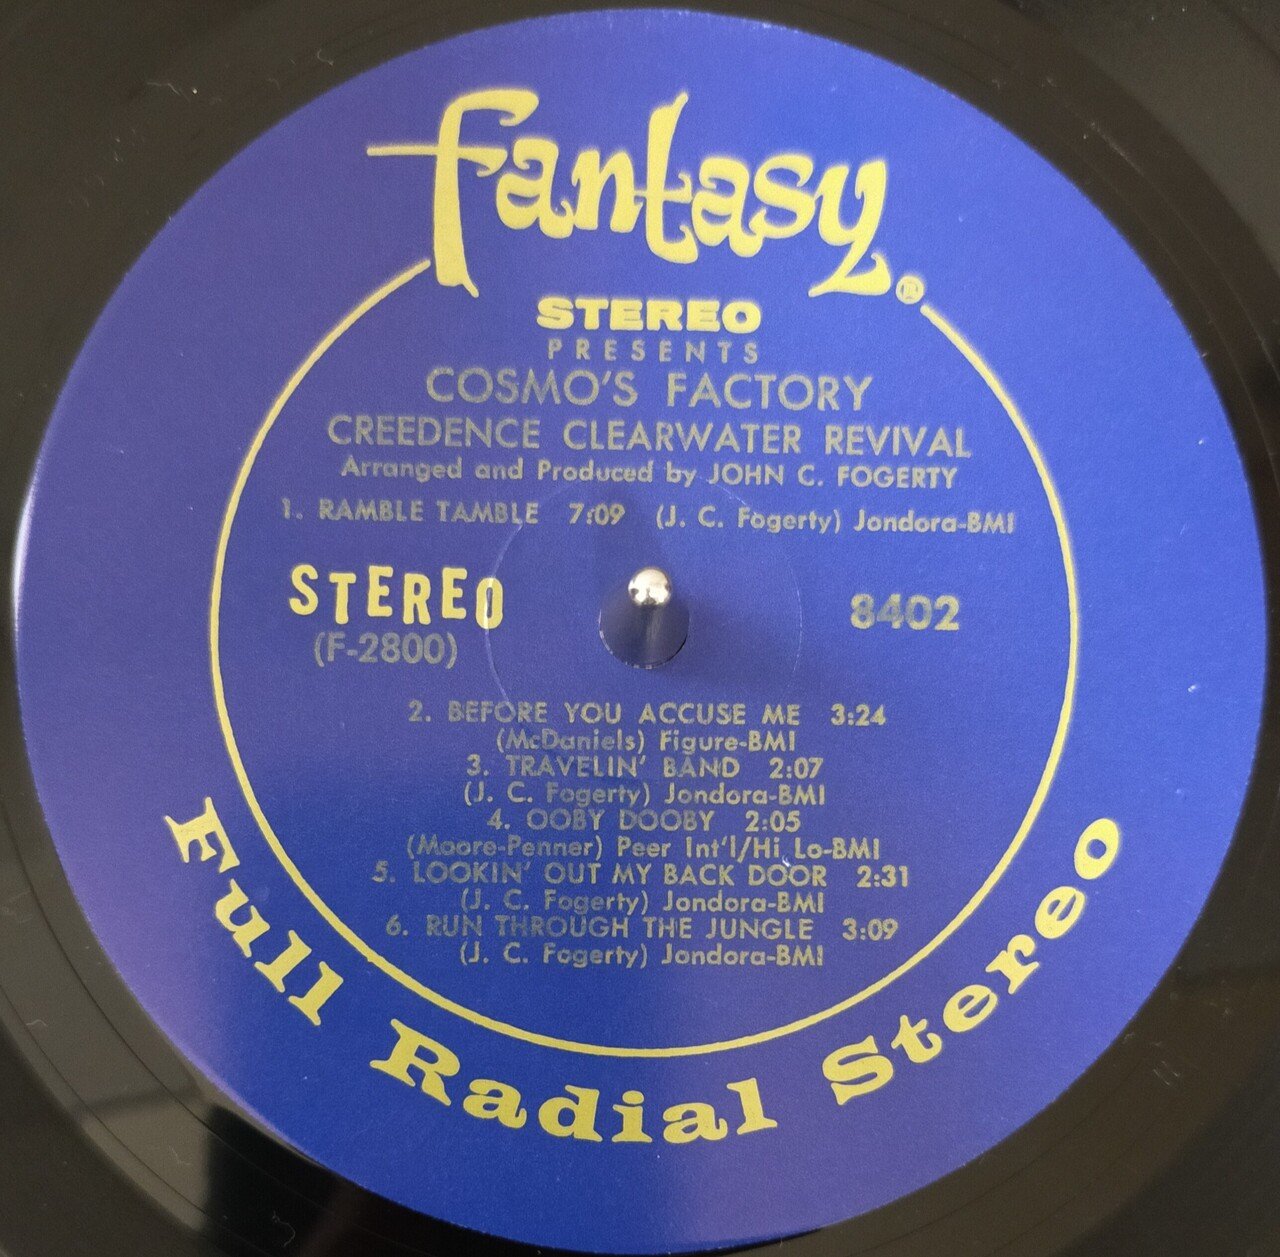 fantasy®
STEREO
PRESENTS
COSMO'S FACTORY
CREEDENCE CLEARWATER REVIVAL
Arranged and Produced by JOHN C. FOGERTY
1. RAMBLE TAMBLE 7:09 (J. C. Fogerty) Jondora-BMI
STEREO
(F-2800)
8402
2. BEFORE YOU ACCUSE ME 3:24
(McDaniels) Figure-BMI
3. TRAVELIN' BAND 2:07
(J. C. Fogerty) Jondora-BMI
4. OOBY DOOBY 2:05
(Moore-Penner) Peer Int'l/Hi Lo-BMI
5. LOOKIN' OUT MY BACK DOOR 2:31
(J. C. Fogerty) Jondora-BMI
6. RUN THROUGH THE JUNGLE 3:09
(J. C. Fogerty) Jondora-BMI
Full Radial Stereo